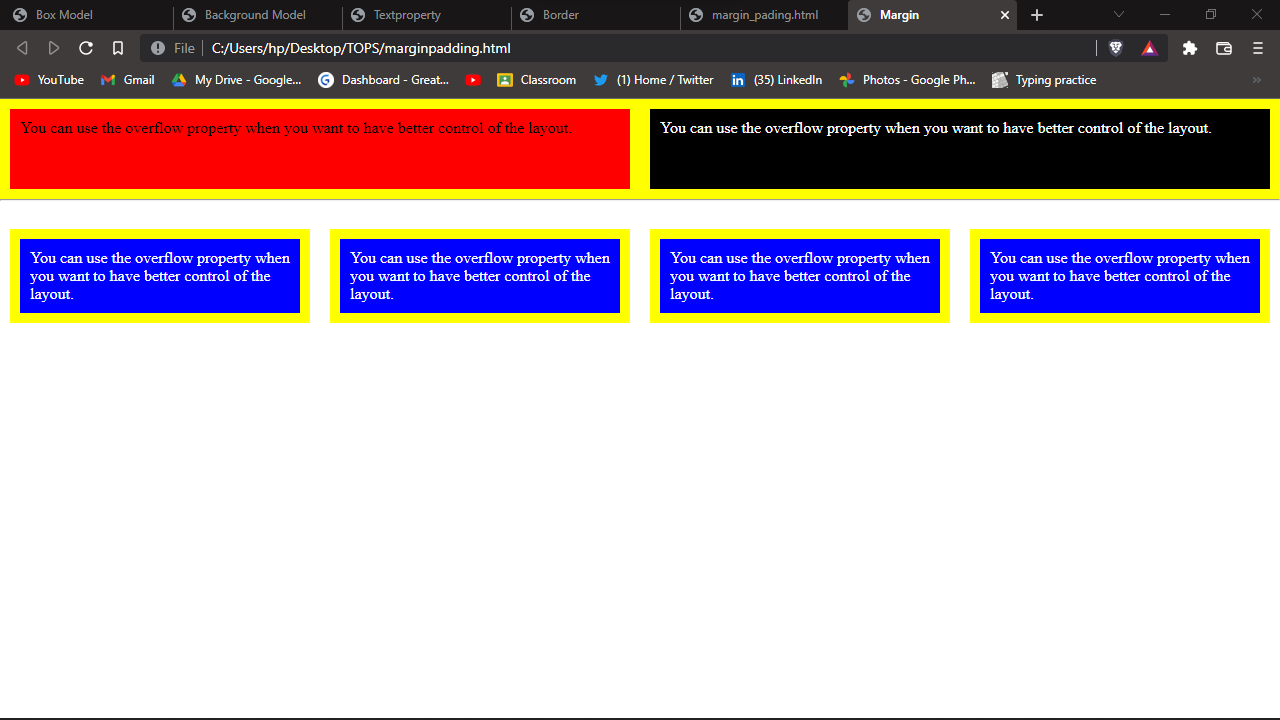 Box Model Background Model Textproperty Border margin_pading.html Margin
File C:/Users/hp/Desktop/TOPS/marginpadding.html
YouTube Gmail My Drive - Google... Dashboard - Great... Classroom (1) Home / Twitter (35) LinkedIn Photos - Google Ph... Typing practice
You can use the overflow property when you want to have better control of the layout.
You can use the overflow property when you want to have better control of the layout.
You can use the overflow property when
you want to have better control of the
layout.
You can use the overflow property when
you want to have better control of the
layout.
You can use the overflow property when
you want to have better control of the
layout.
You can use the overflow property when
you want to have better control of the
layout.